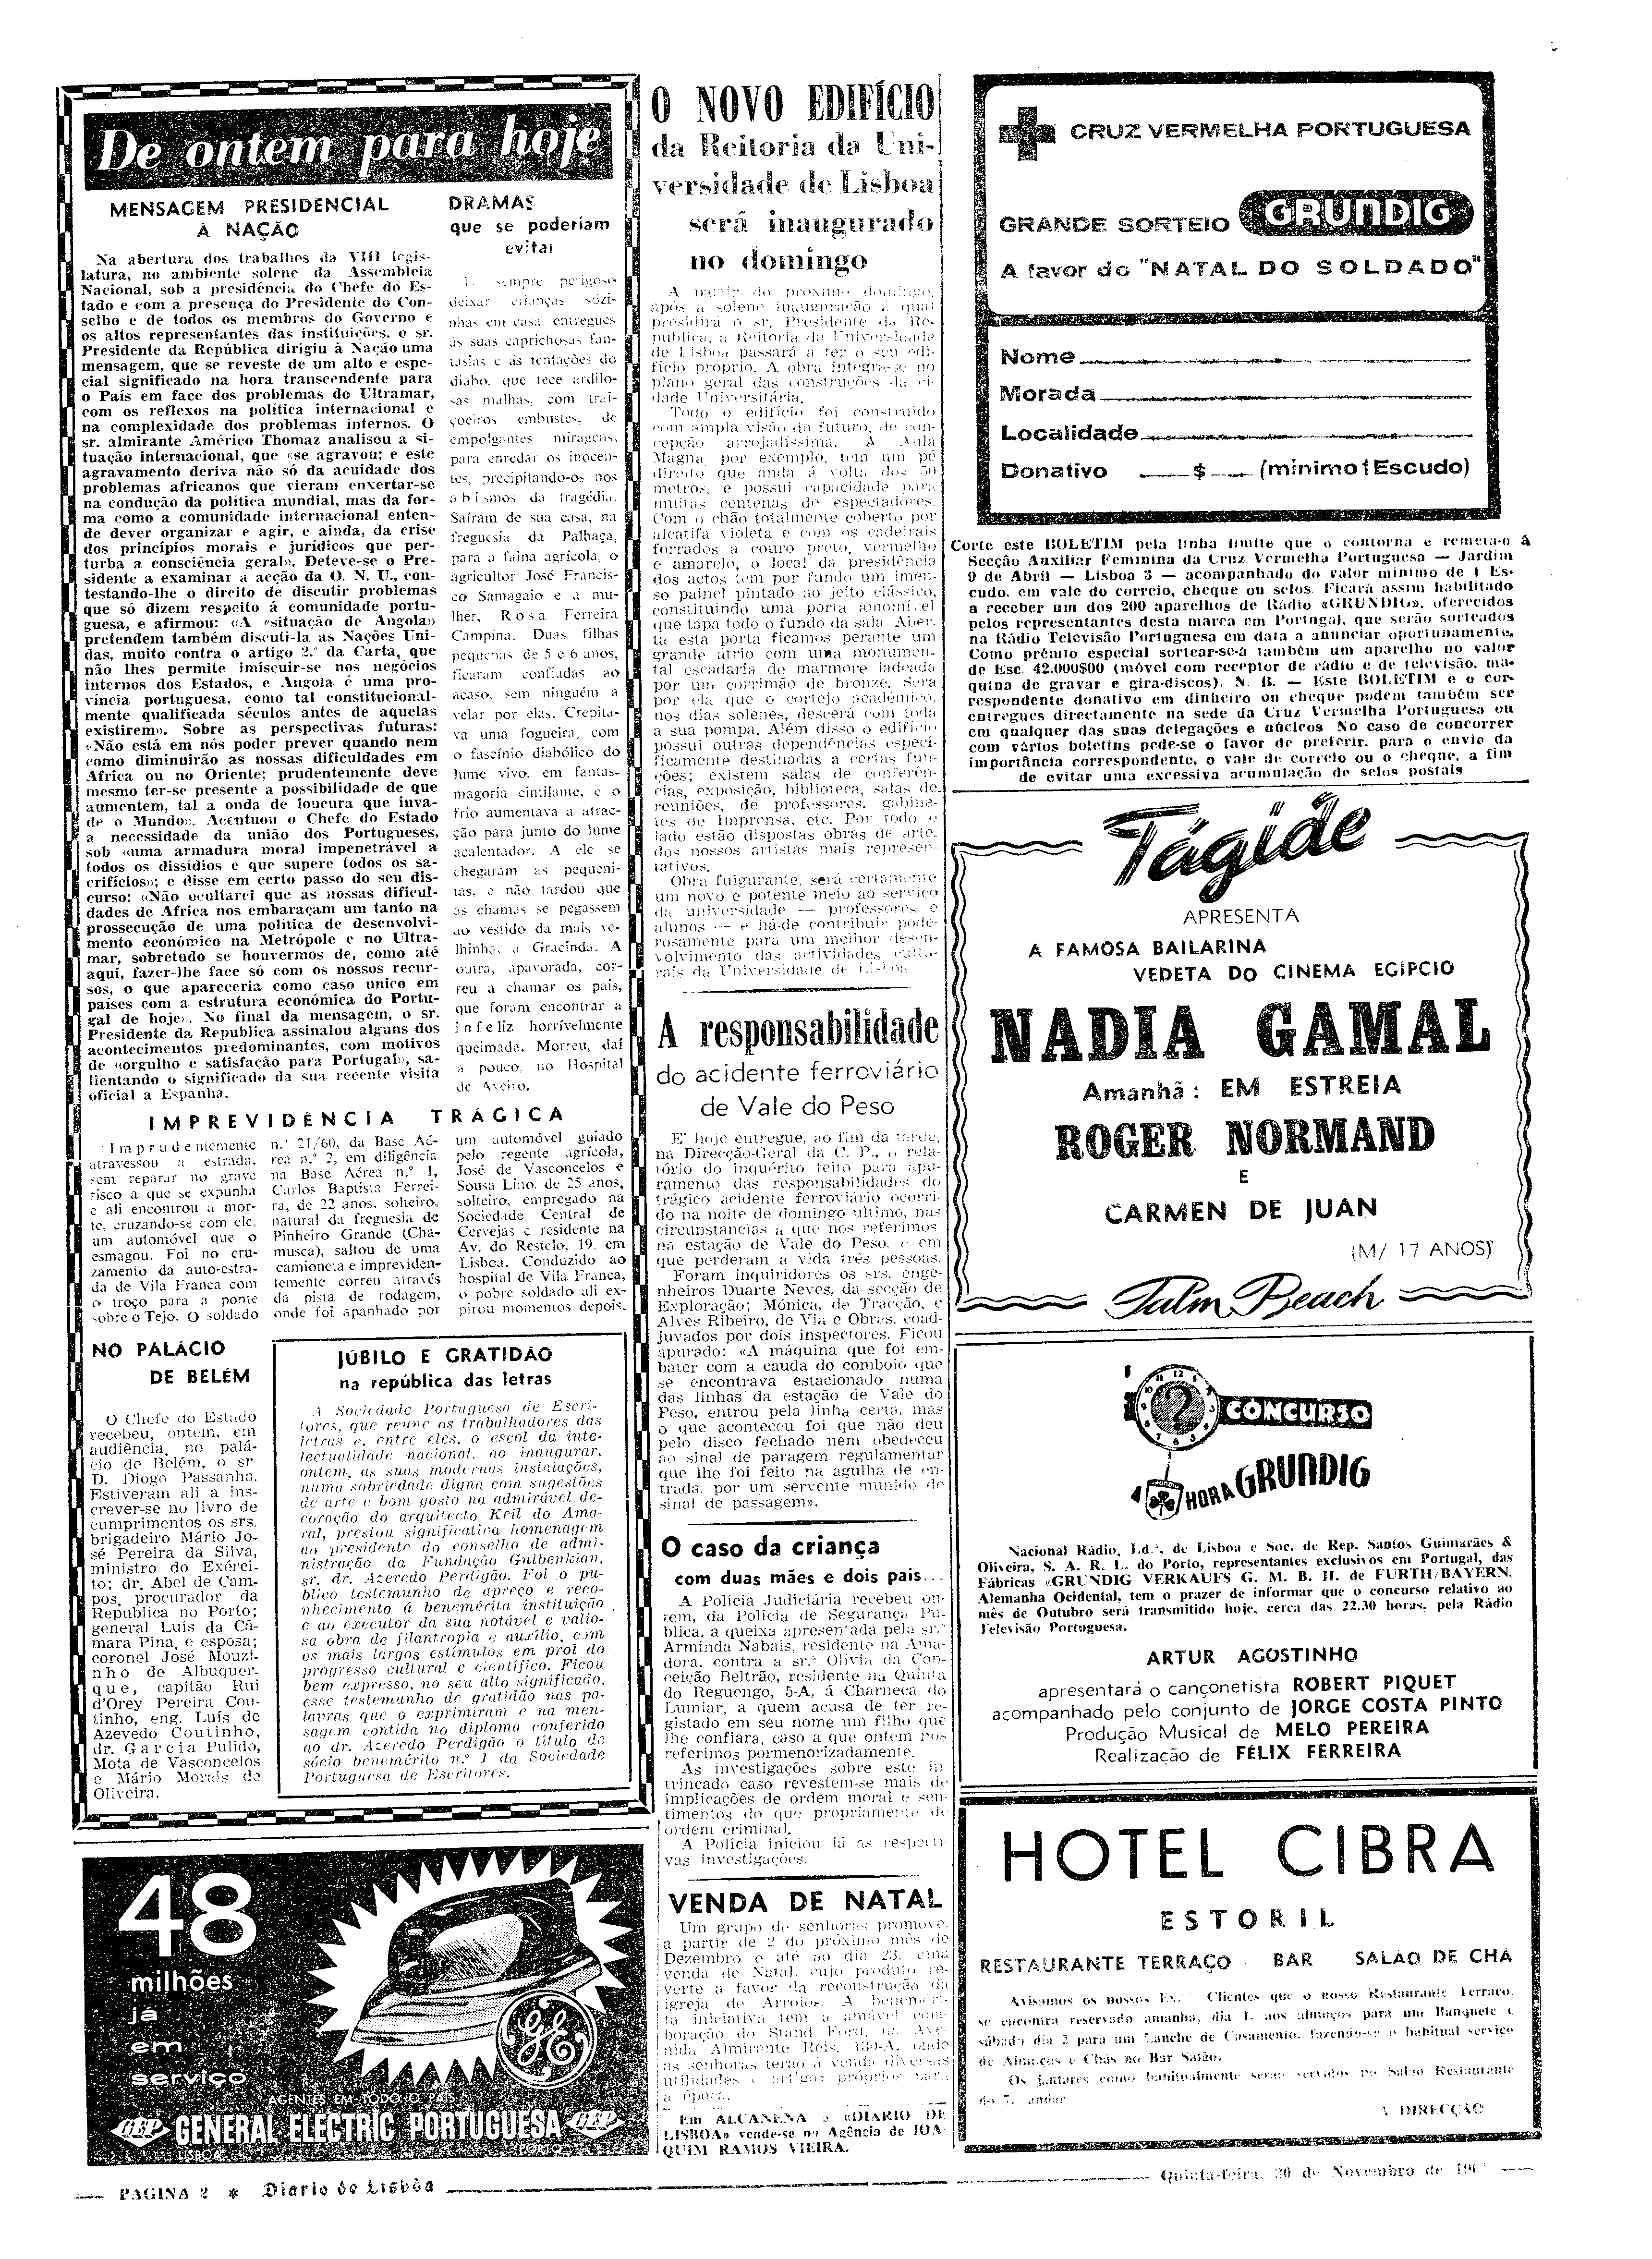 De ontem para hoje
MENSAGEM PRESIDENCIAL
À NAÇÃO
Na abertura dos trabalhos da VIII legis-
latura, no ambiente solene da Assembleia
Nacional, sob a presidência do Chefe do Es-
tado e com a presença do Presidente do Con-
selho e de todos os membros do Governo e
os altos representantes das instituïções, o sr.
Presidente da República dirigiu à Nação uma
mensagem, que se reveste de um alto e espe-
cial significado na hora transcendente para
o País em face dos problemas do Ultramar,
com os reflexos na política internacional e
na complexidade dos problemas internos. O
sr. almirante Américo Thomaz analisou a si-
tuação internacional, que «se agravou; e este
agravamento deriva não só da acuidade dos
problemas africanos que vieram enxertar-se
na condução da política mundial, mas da for-
ma como a comunidade internacional enten-
de dever organizar e agir, e ainda, da crise
dos princípios morais e jurídicos que per-
turba a consciência geral». Deteve-se o Pre-
sidente a examinar a acção da O. N. U., con-
testando-lhe o direito de discutir problemas
que só dizem respeito á comunidade portu-
guesa, e afirmou: «A «situação de Angola»
pretendem também discuti-la as Nações Uni-
das, muito contra o artigo 2.° da Carta, que
não lhes permite imiscuir-se nos negócios
internos dos Estados, e Angola é uma pro-
víncia portuguesa, como tal constitucional-
mente qualificada séculos antes de aquelas
existirem». Sobre as perspectivas futuras:
«Não está em nós poder prever quando nem
como diminuirão as nossas dificuldades em
Africa ou no Oriente; prudentemente deve
mesmo ter-se presente a possibilidade de que
aumentem, tal a onda de loucura que inva-
de o Mundo». Acentuou o Chefe do Estado
a necessidade da união dos Portugueses,
sob «uma armadura moral impenetrável a
todos os dissídios e que supere todos os sa-
crifícios»; e disse em certo passo do seu dis-
curso: «Não ocultarei que as nossas dificul-
dades de Africa nos embaraçam um tanto na
prossecução de uma política de desenvolvi-
mento económico na Metrópole e no Ultra-
mar, sobretudo se houvermos de, como até
aqui, fazer-lhe face só com os nossos recur-
sos, o que apareceria como caso unico em
países com a estrutura económica do Portu-
gal de hoje». No final da mensagem, o sr.
Presidente da Republica assinalou alguns dos
acontecimentos predominantes, com motivos
de «orgulho e satisfação para Portugal», sa-
lientando o significado da sua recente visita
oficial a Espanha.
DRAMAS
que se poderiam
evitar
E' sempre perigoso
deixar crianças sózi-
nhas em casa, entregues
ás suas caprichosas fan-
tasias e ás tentações do
diabo, que tece ardilo-
sas malhas, com trai-
çoeiros embustes, de
empolgantes miragens,
para enredar os inocen-
tes, precipitando-os nos
abismos da tragédia.
Saíram de sua casa, na
freguesia da Palhaça,
para a faina agrícola, o
agricultor José Francis-
co Samagaio e a mu-
lher, Rosa Ferreira
Campina. Duas filhas
pequenas de 5 e 6 anos,
ficaram confiadas ao
acaso, sem ninguém a
velar por elas. Crepita-
va uma fogueira, com
o fascínio diabólico do
lume vivo, em fantas-
magoria cintilante, e o
frio aumentava a atrac-
ção para junto do lume
acalentador. A ele se
chegaram as pequeni-
tas, e não tardou que
as chamas se pegassem
ao vestido da mais ve-
lhinha, a Gracinda. A
outra, apavorada, cor-
reu a chamar os pais,
que foram encontrar a
infeliz horrívelmente
queimada. Morreu, daí
a pouco, no Hospital
de Aveiro.
IMPREVIDÊNCIA TRÁGICA
Imprudentemente
atravessou a estrada,
sem reparar no grave
risco a que se expunha
e ali encontrou a mor-
te, cruzando-se com ele,
um automóvel que o
esmagou. Foi no cru-
zamento da auto-estra-
da de Vila Franca com
o troço para a ponte
sobre o Tejo. O soldado
n.° 21/60, da Base Aé-
rea n.° 2, em diligência
na Base Aérea n.° 1,
Carlos Baptista Ferrei-
ra, de 22 anos, solteiro,
natural da freguesia de
Pinheiro Grande (Cha-
musca), saltou de uma
camioneta e impreviden-
temente correu através
da pista de rodagem,
onde foi apanhado por
um automóvel guiado
pelo regente agrícola,
José de Vasconcelos e
Sousa Lino, de 25 anos,
solteiro, empregado na
Sociedade Central de
Cervejas e residente na
Av. do Restelo, 19, em
Lisboa. Conduzido ao
hospital de Vila Franca,
o pobre soldado ali ex-
pirou momentos depois.
NO PALÁCIO
DE BELÉM
O Chefe do Estado
recebeu, ontem, em
audiência, no palá-
cio de Belém, o sr.
D. Diogo Passanha.
Estiveram ali a ins-
crever-se no livro de
cumprimentos os srs.
brigadeiro Mário Jo-
sé Pereira da Silva,
ministro do Exérci-
to; dr. Abel de Cam-
pos, procurador da
Republica no Porto;
general Luís da Câ-
mara Pina, e esposa;
coronel José Mouzi-
nho de Albuquer-
que, capitão Rui
d'Orey Pereira Cou-
tinho, eng. Luís de
Azevedo Coutinho,
dr. Garcia Pulido,
Mota de Vasconcelos
e Mário Morais de
Oliveira.
JÚBILO E GRATIDÃO
na república das letras
A Sociedade Portuguesa de Escri-
tores, que reune os trabalhadores das
letras e, entre eles, o escol da inte-
lectualidade nacional, ao inaugurar,
ontem, as suas modernas instalações,
numa sobriedade digna com sugestões
de arte e bom gosto na admirável de-
coração do arquitecto Keil do Ama-
ral, prestou significativa homenagem
ao presidente do conselho de admi-
nistração da Fundação Gulbenkian,
sr. dr. Azeredo Perdigão. Foi o pu-
blico testemunho de apreço e reco-
nhecimento á benemérita instituição
e ao executor da sua notável e valio-
sa obra de filantropia e auxílio, com
os mais largos estímulos em prol do
progresso cultural e científico. Ficou
bem expresso, no seu alto significado,
esse testemunho de gratidão nas pa-
lavras que o exprimiram e na men-
sagem contida no diploma conferido
ao dr. Azeredo Perdigão o título de
sócio benemérito n.° 1 da Sociedade
Portuguesa de Escritores.
48
milhões
já
em
serviço
GE
AGENTES EM TODO O PAÍS
GEP GENERAL ELECTRIC PORTUGUESA GEP
LISBOA
PORTO
O NOVO EDIFÍCIO
da Reitoria da Uni-
versidade de Lisboa
será inaugurado
no domingo
A partir do proximo domingo,
após a solene inauguração à qual
presidirá o sr. Presidente da Re-
publica, a Reitoria da Universidade
de Lisboa passará a ter o seu edi-
fício próprio. A obra integra-se no
plano geral das construções da ci-
dade Universitária.
Todo o edifício foi construido
com ampla visão do futuro, de con-
cepção arrojadíssima. A Aula
Magna por exemplo, tem um pé
direito que anda á volta dos 50
metros, e possui capacidade para
muitas centenas de espectadores.
Com o chão totalmente coberto por
alcatifa violeta e com os cadeirais
forrados a couro preto, vermelho
e amarelo, o local da presidência
dos actos tem por fundo um imen-
so painel pintado ao jeito clássico,
constituindo uma porta amomível
que tapa todo o fundo da sala. Aber-
ta esta porta ficamos perante um
grande átrio com uma monumen-
tal escadaria de mármore ladeada
por um corrimão de bronze. Será
por ela que o cortejo académico,
nos dias solenes, descerá com toda
a sua pompa. Além disso o edifício
possui outras dependências especi-
ficamente destinadas a certas fun-
ções; existem salas de conferên-
cias, exposição, biblioteca, salas de
reuniões, de professores, gabine-
tes de Imprensa, etc. Por todo o
lado estão dispostas obras de arte,
dos nossos artistas mais represen-
tativos.
Obra fulgurante, será certamente
um novo e potente meio ao serviço
da universidade — professores e
alunos — e há-de contribuir pode-
rosamente para um melhor desen-
volvimento das actividades cultu-
rais da Universidade de Lisboa
A responsabilidade
do acidente ferroviário
de Vale do Peso
E' hoje entregue, ao fim da tarde,
na Direcção-Geral da C. P., o rela-
tório do inquérito feito para apu-
ramento das responsabilidades do
trágico acidente ferroviário ocorri-
do na noite de domingo ultimo, nas
circunstancias a que nos referimos
na estação de Vale do Peso, e em
que perderam a vida três pessoas.
Foram inquiridores os srs. enge-
nheiros Duarte Neves, da secção de
Exploração; Mónica, de Tracção, e
Alves Ribeiro, de Via e Obras, coad-
juvados por dois inspectores. Ficou
apurado: «A máquina que foi em-
bater com a cauda do comboio que
se encontrava estacionado numa
das linhas da estação de Vale do
Peso, entrou pela linha certa, mas
o que aconteceu foi que não deu
pelo disco fechado nem obedeceu
ao sinal de paragem regulamentar
que lhe foi feito na agulha de en-
trada, por um servente munido de
sinal de passagem».
O caso da criança
com duas mães e dois pais...
A Polícia Judiciária recebeu on-
tem, da Polícia de Segurança Pu-
blica, a queixa apresentada pela sr.ª
Arminda Nabais, residente na Ama-
dora, contra a sr.ª Olivia da Con-
ceição Beltrão, residente na Quinta
do Reguengo, 5-A, á Charneca do
Lumiar, a quem acusa de ter re-
gistado em seu nome um filho que
lhe confiara, caso a que ontem nos
referimos pormenorizadamente.
As investigações sobre este in-
trincado caso revestem-se mais de
implicações de ordem moral e sen-
timentos do que propriamente de
ordem criminal.
A Polícia iniciou já as respecti-
vas investigações.
VENDA DE NATAL
Um grupo de senhoras promove,
a partir de 2 do próximo mês de
Dezembro e até ao dia 23, uma
venda de Natal, cujo produto re-
verte a favor da reconstrução da
igreja de Arroios. A beneméri-
ta iniciativa tem a amável cola-
boração do Stand Ford, na Ave-
nida Almirante Reis, 130-A, onde
as senhoras terão á venda diversas
utilidades e artigos próprios para
a época.
Em ALCANENA o «DIARIO DE
LISBOA» vende-se na Agência de JOA-
QUIM RAMOS VIEIRA.
CRUZ VERMELHA PORTUGUESA
GRANDE SORTEIO GRUNDIG
A favor do "NATAL DO SOLDADO"
Nome
Morada
Localidade
Donativo $ (mínimo 1 Escudo)
Corte este BOLETIM pela linha limite que o contorna e remeta-o á
Secção Auxiliar Feminina da Cruz Vermelha Portuguesa — Jardim
9 de Abril — Lisboa 3 — acompanhado do valor mínimo de 1 Es-
cudo, em vale do correio, cheque ou selos. Ficará assim habilitado
a receber um dos 200 aparelhos de Rádio «GRUNDIG», oferecidos
pelos representantes desta marca em Portugal, que serão sorteados
na Rádio Televisão Portuguesa em data a anunciar oportunamente.
Como prémio especial sortear-se-á também um aparelho no valor
de Esc. 42.000$00 (móvel com receptor de rádio e de televisão, má-
quina de gravar e gira-discos). N. B. — Este BOLETIM e o cor-
respondente donativo em dinheiro ou cheque podem também ser
entregues directamente na sede da Cruz Vermelha Portuguesa ou
em qualquer das suas delegações e núcleos No caso de concorrer
com vários boletins pede-se o favor de preferir, para o envio da
importância correspondente, o vale de correio ou o cheque, a fim
de evitar uma excessiva acumulação de selos postais
Tágide
APRESENTA
A FAMOSA BAILARINA
VEDETA DO CINEMA EGÍPCIO
NADIA GAMAL
Amanhã: EM ESTREIA
ROGER NORMAND
E
CARMEN DE JUAN
(M/ 17 ANOS)
Palm Beach
CONCURSO
HORA GRUNDIG
Nacional Rádio, Ld.ª, de Lisboa e Soc. de Rep. Santos Guimarães &
Oliveira, S. A. R. L. do Porto, representantes exclusivos em Portugal, das
Fábricas «GRUNDIG VERKAUFS G. M. B. H. de FURTH/BAYERN,
Alemanha Ocidental, tem o prazer de informar que o concurso relativo ao
mês de Outubro será transmitido hoje, cerca das 22.30 horas, pela Rádio
Televisão Portuguesa.
ARTUR AGOSTINHO
apresentará o cançonetista ROBERT PIQUET
acompanhado pelo conjunto de JORGE COSTA PINTO
Produção Musical de MELO PEREIRA
Realização de FÉLIX FERREIRA
HOTEL CIBRA
ESTORIL
RESTAURANTE TERRAÇO — BAR SALÃO DE CHÁ
Avisamos os nossos Clientes que o nosso Restaurante Terraço,
se encontra reservado amanhã, dia 1, aos almoços para um Banquete e
sábado dia 2 para um Lanche de Casamento, fazendo-se o habitual serviço
de Almoços e Chás no Bar Salão.
Os jantares como habitualmente serão servidos no Salão Restaurante
do 7. andar
A DIRECÇÃO
PAGINA 2 * Diario de Lisbôa
Quinta-feira, 30 de Novembro de